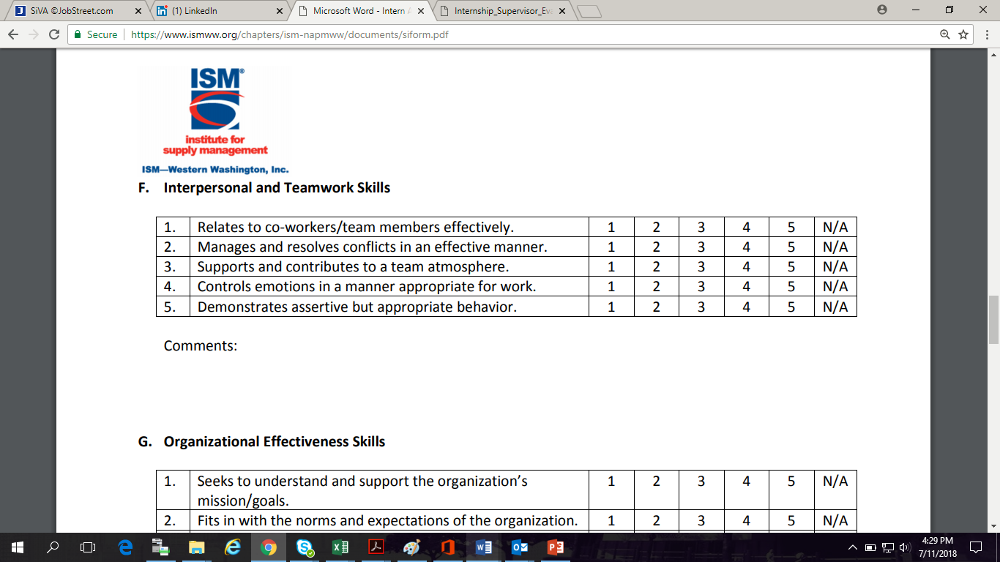 SiVA ©JobStreet.com
(1) LinkedIn
Microsoft Word - Intern A
Internship_Supervisor_Eva
Secure
https://www.ismww.org/chapters/ism-napmww/documents/siform.pdf
ISM®
institute for
supply management
ISM—Western Washington, Inc.
F. Interpersonal and Teamwork Skills
1. Relates to co-workers/team members effectively. 1 2 3 4 5 N/A
2. Manages and resolves conflicts in an effective manner. 1 2 3 4 5 N/A
3. Supports and contributes to a team atmosphere. 1 2 3 4 5 N/A
4. Controls emotions in a manner appropriate for work. 1 2 3 4 5 N/A
5. Demonstrates assertive but appropriate behavior. 1 2 3 4 5 N/A
Comments:
G. Organizational Effectiveness Skills
1. Seeks to understand and support the organization’s 1 2 3 4 5 N/A
mission/goals.
2. Fits in with the norms and expectations of the organization. 1 2 3 4 5 N/A
4:29 PM
7/11/2018